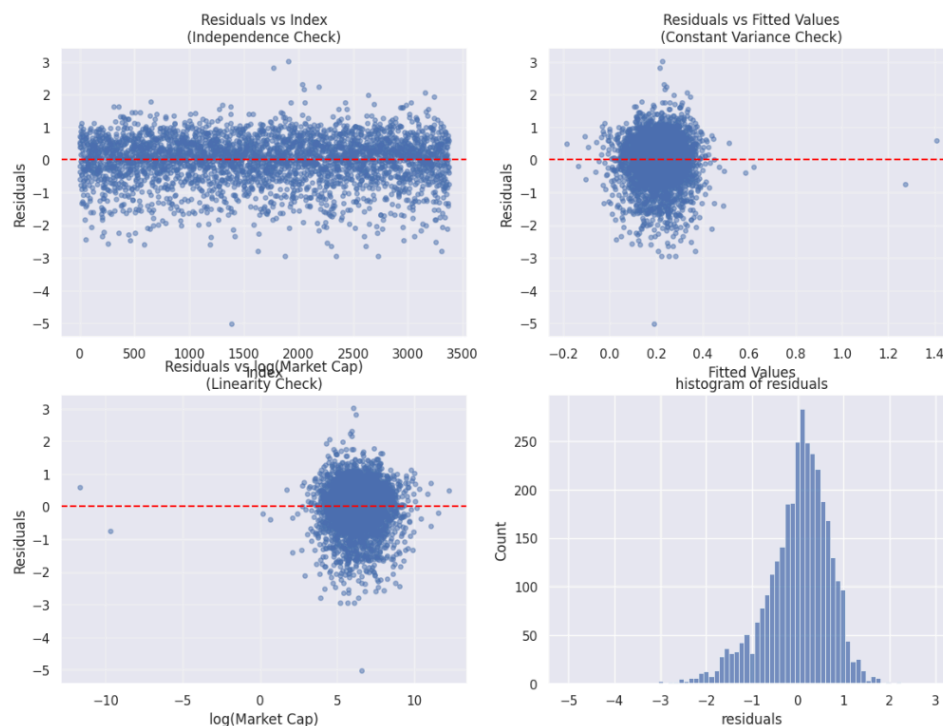 Residuals vs Index
(Independence Check)
Residuals
3
2
1
0
−1
−2
−3
−4
−5
0 500 1000 1500 2000 2500 3000 3500
Index
Residuals vs Fitted Values
(Constant Variance Check)
Residuals
3
2
1
0
−1
−2
−3
−4
−5
−0.2 0.0 0.2 0.4 0.6 0.8 1.0 1.2 1.4
Fitted Values
Residuals vs log(Market Cap)
(Linearity Check)
Residuals
3
2
1
0
−1
−2
−3
−4
−5
−10 −5 0 5 10
log(Market Cap)
histogram of residuals
Count
250
200
150
100
50
0
−5 −4 −3 −2 −1 0 1 2 3
residuals